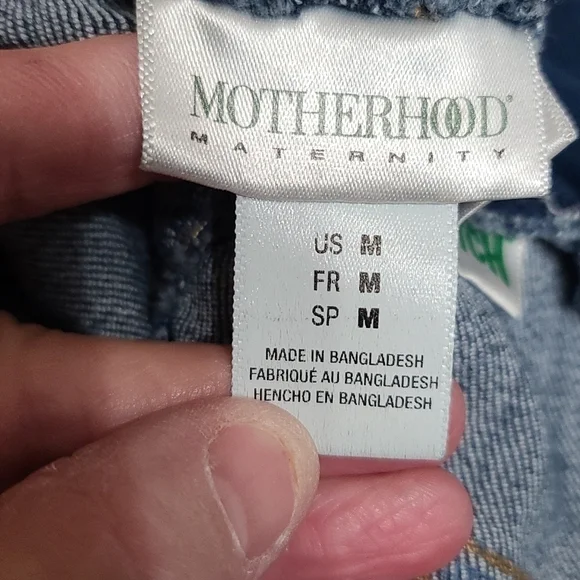 MOTHERHOOD®
MATERNITY
US M
FR M
SP M
MADE IN BANGLADESH
FABRIQUÉ AU BANGLADESH
HENCHO EN BANGLADESH